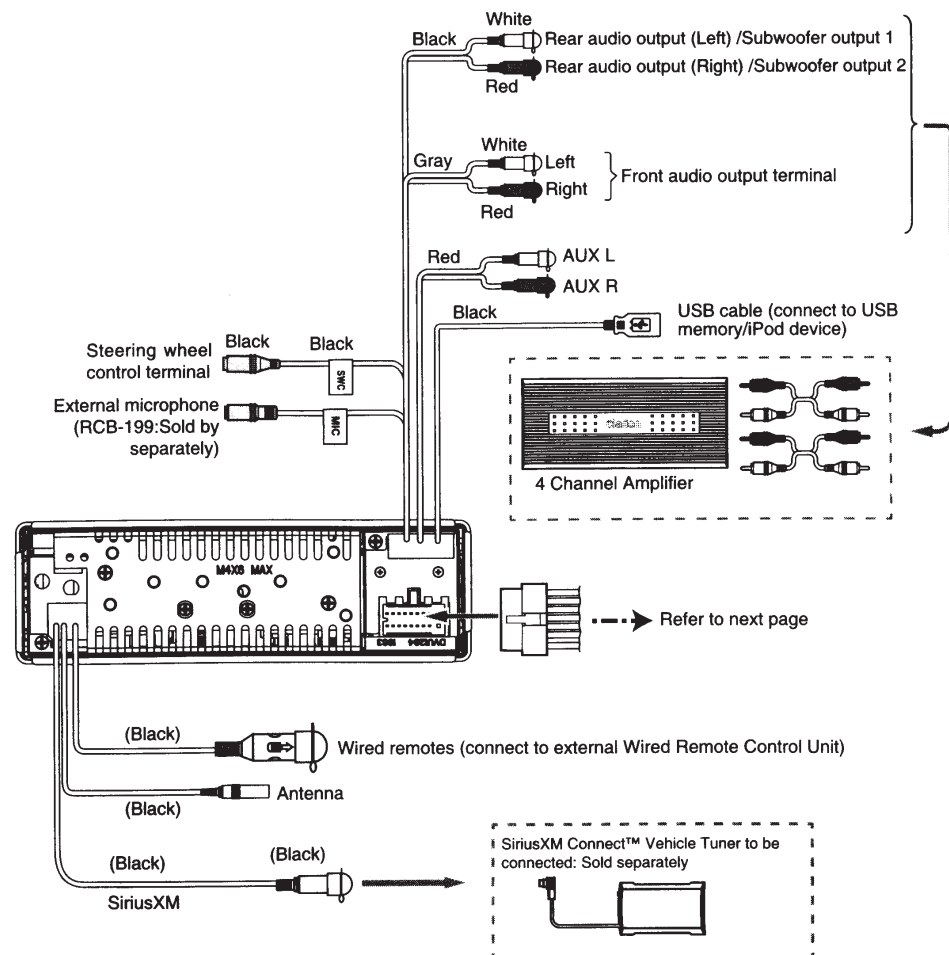 White
Black
Rear audio output (Left) /Subwoofer output 1
Rear audio output (Right) /Subwoofer output 2
Red
White
Gray
Left
Right
Front audio output terminal
Red
Red
AUX L
AUX R
Black
USB cable (connect to USB
memory/iPod device)
Steering wheel
control terminal
Black
Black
SWC
External microphone
(RCB-199:Sold by
separately)
MIC
4 Channel Amplifier
M4X6 MAX
Refer to next page
(Black)
Wired remotes (connect to external Wired Remote Control Unit)
(Black)
Antenna
(Black)
(Black)
SiriusXM
SiriusXM Connect™ Vehicle Tuner to be
connected: Sold separately